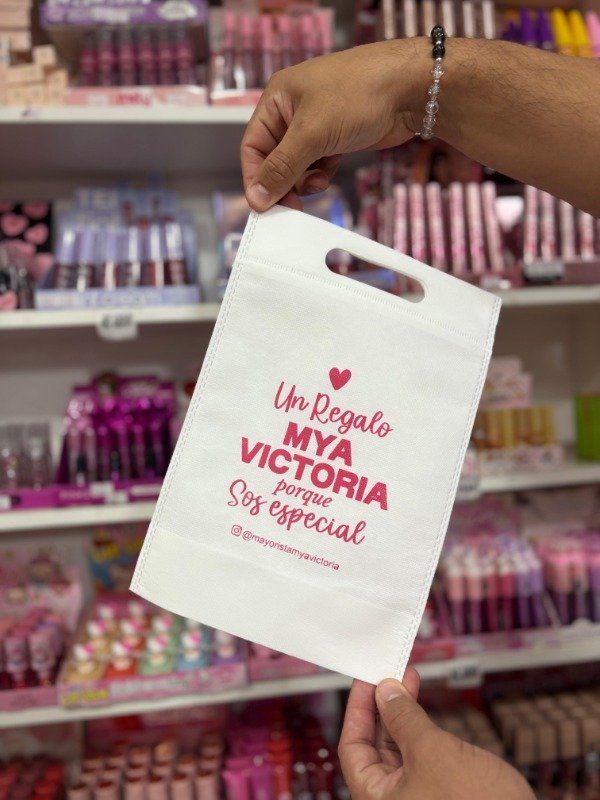 Un Regalo
MYA
VICTORIA
porque
Sos especial
@mayoristamyavictoria